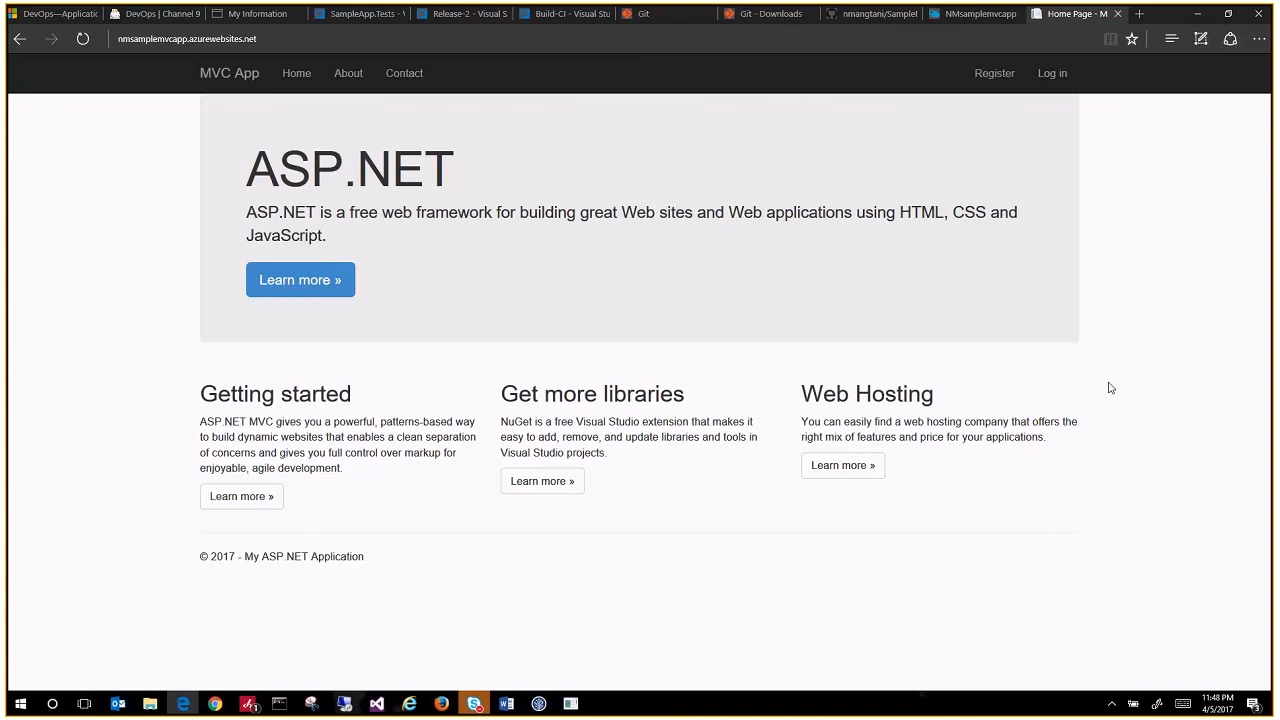 DevOps—Applicatio
DevOps | Channel 9
My Information
SampleApp.Tests - V
Release-2 - Visual S
Build-CI - Visual Stu
Git
Git - Downloads
nmangtani/Samplel
NMsamplemvcapp
Home Page - M
nmsamplemvcapp.azurewebsites.net
MVC App Home About Contact Register Log in
ASP.NET
ASP.NET is a free web framework for building great Web sites and Web applications using HTML, CSS and
JavaScript.
Learn more »
Getting started
ASP.NET MVC gives you a powerful, patterns-based way
to build dynamic websites that enables a clean separation
of concerns and gives you full control over markup for
enjoyable, agile development.
Learn more »
Get more libraries
NuGet is a free Visual Studio extension that makes it
easy to add, remove, and update libraries and tools in
Visual Studio projects.
Learn more »
Web Hosting
You can easily find a web hosting company that offers the
right mix of features and price for your applications.
Learn more »
© 2017 - My ASP.NET Application
11:48 PM
4/5/2017